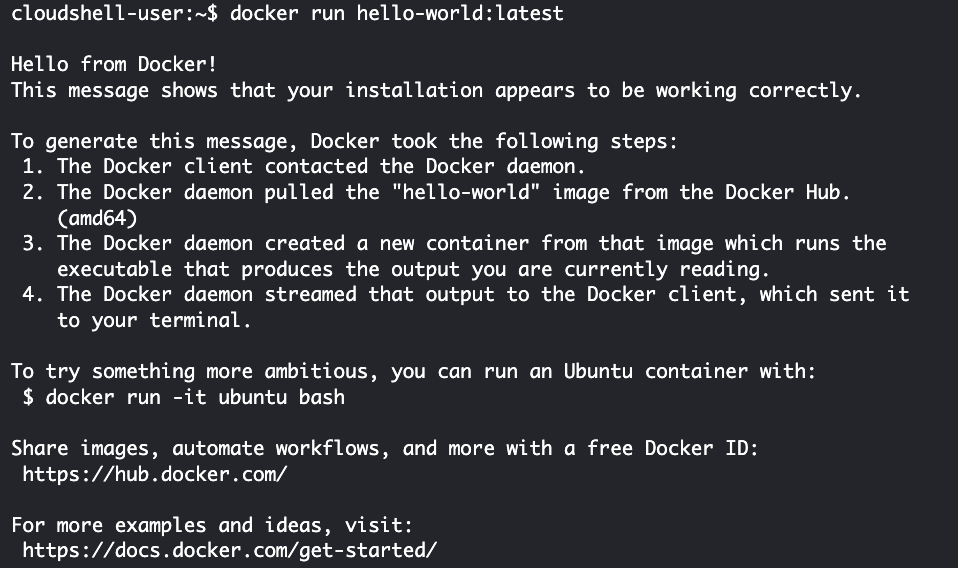 cloudshell-user:~$ docker run hello-world:latest

Hello from Docker!
This message shows that your installation appears to be working correctly.

To generate this message, Docker took the following steps:
 1. The Docker client contacted the Docker daemon.
 2. The Docker daemon pulled the "hello-world" image from the Docker Hub.
    (amd64)
 3. The Docker daemon created a new container from that image which runs the
    executable that produces the output you are currently reading.
 4. The Docker daemon streamed that output to the Docker client, which sent it
    to your terminal.

To try something more ambitious, you can run an Ubuntu container with:
 $ docker run -it ubuntu bash

Share images, automate workflows, and more with a free Docker ID:
 https://hub.docker.com/

For more examples and ideas, visit:
 https://docs.docker.com/get-started/